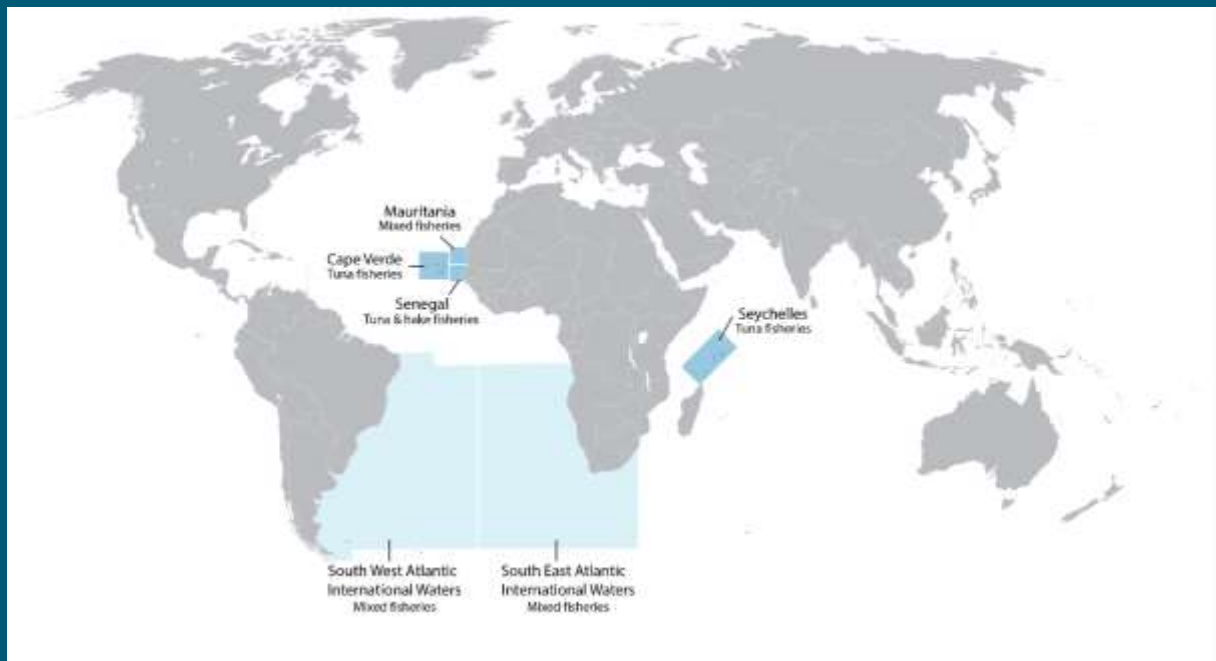 Mauritania
Mixed fisheries
Cape Verde
Tuna fisheries
Senegal
Tuna & hake fisheries
Seychelles
Tuna fisheries
South West Atlantic
International Waters
Mixed fisheries
South East Atlantic
International Waters
Mixed fisheries